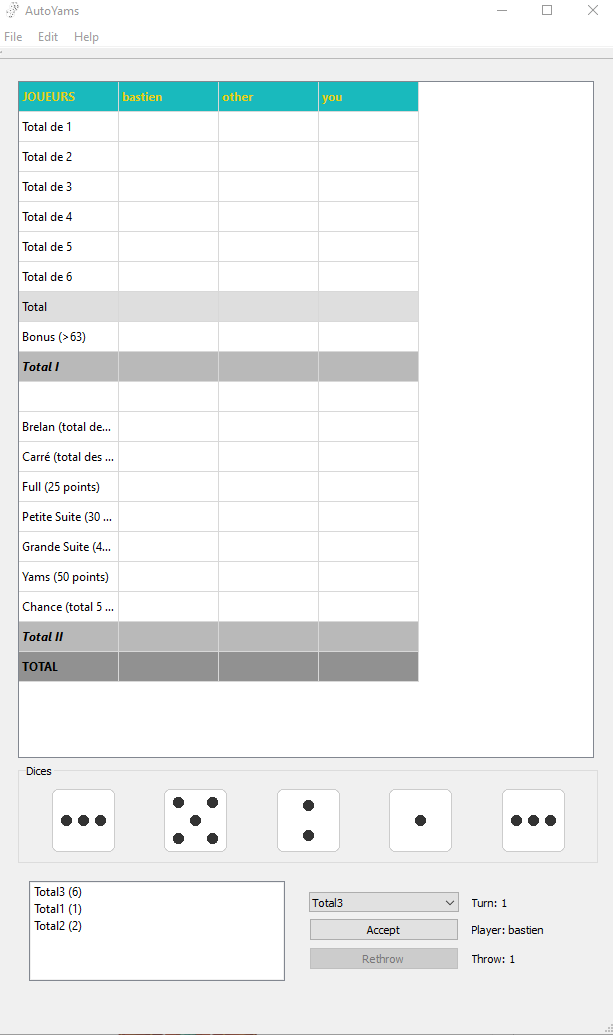 AutoYams
File Edit Help
JOUEURS bastien other you
Total de 1
Total de 2
Total de 3
Total de 4
Total de 5
Total de 6
Total
Bonus (>63)
Total I
Brelan (total de...
Carré (total des ...
Full (25 points)
Petite Suite (30 ...
Grande Suite (4...
Yams (50 points)
Chance (total 5 ...
Total II
TOTAL
Dices
Total3 (6)
Total1 (1)
Total2 (2)
Total3
Turn: 1
Accept
Player: bastien
Rethrow
Throw: 1